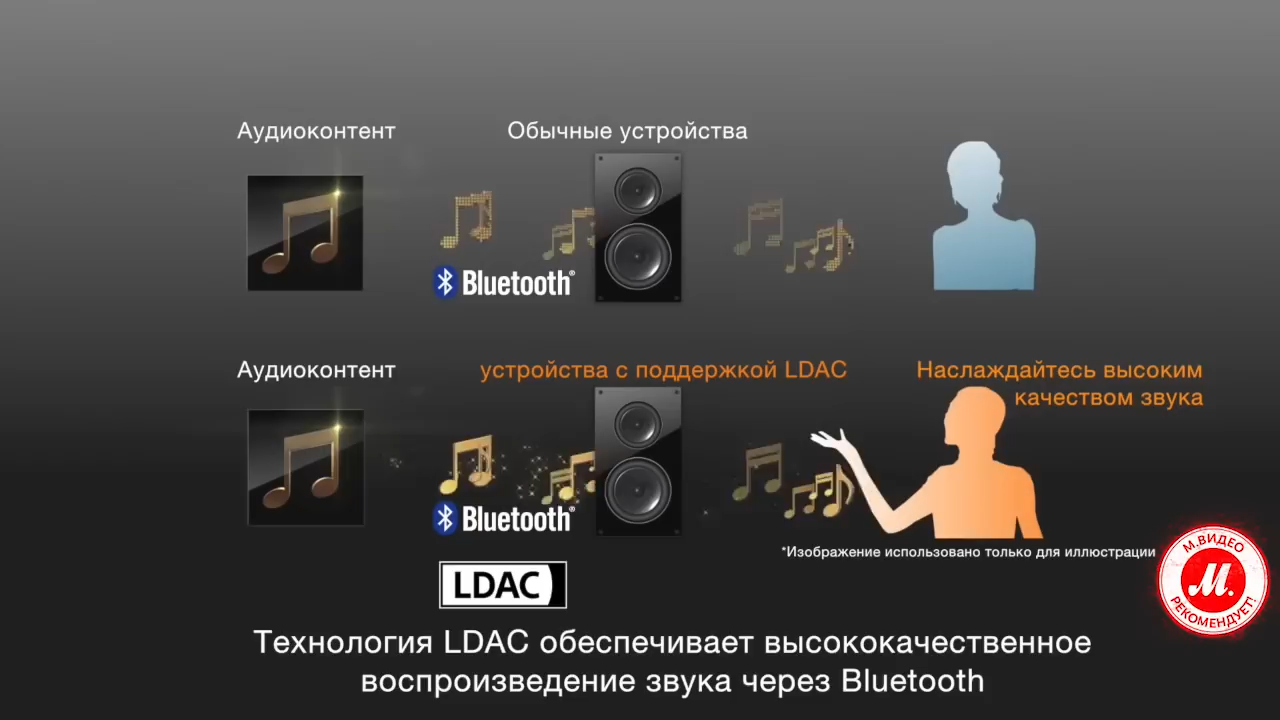 Аудиоконтент
Обычные устройства
Bluetooth®
Аудиоконтент
устройства с поддержкой LDAC
Наслаждайтесь высоким
качеством звука
Bluetooth®
*Изображение использовано только для иллюстрации
М.ВИДЕО
М.
РЕКОМЕНДУЕТ!
LDAC
Технология LDAC обеспечивает высококачественное
воспроизведение звука через Bluetooth